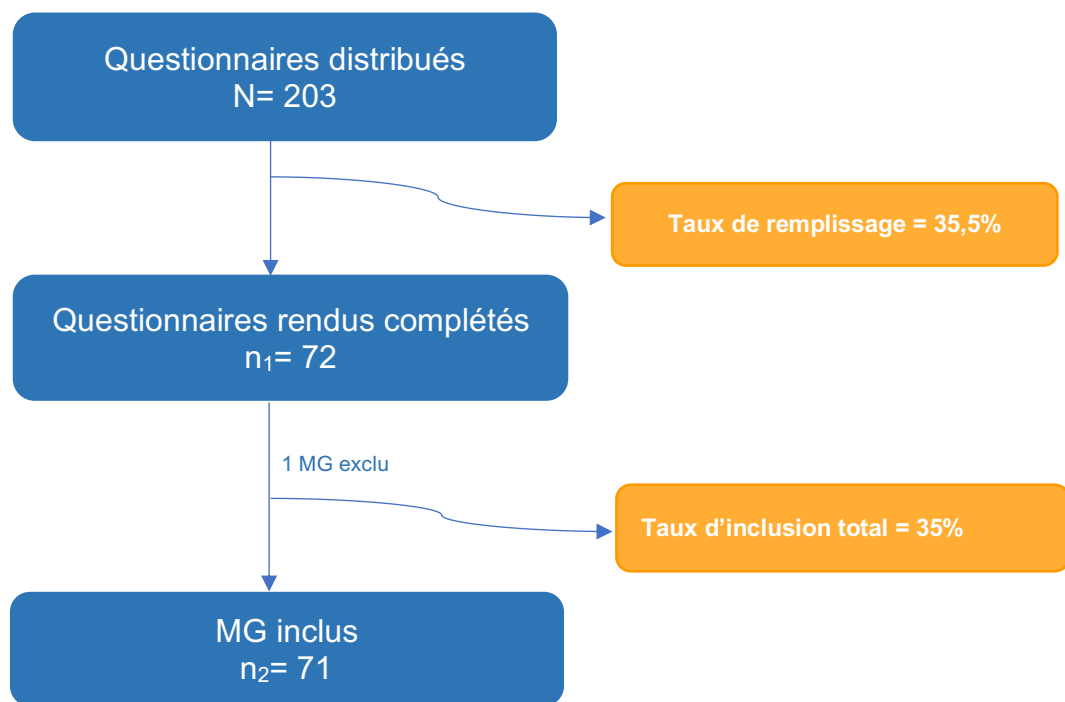 Questionnaires distribués
N= 203
Taux de remplissage = 35,5%
Questionnaires rendus complétés
n₁= 72
1 MG exclu
Taux d’inclusion total = 35%
MG inclus
n₂= 71